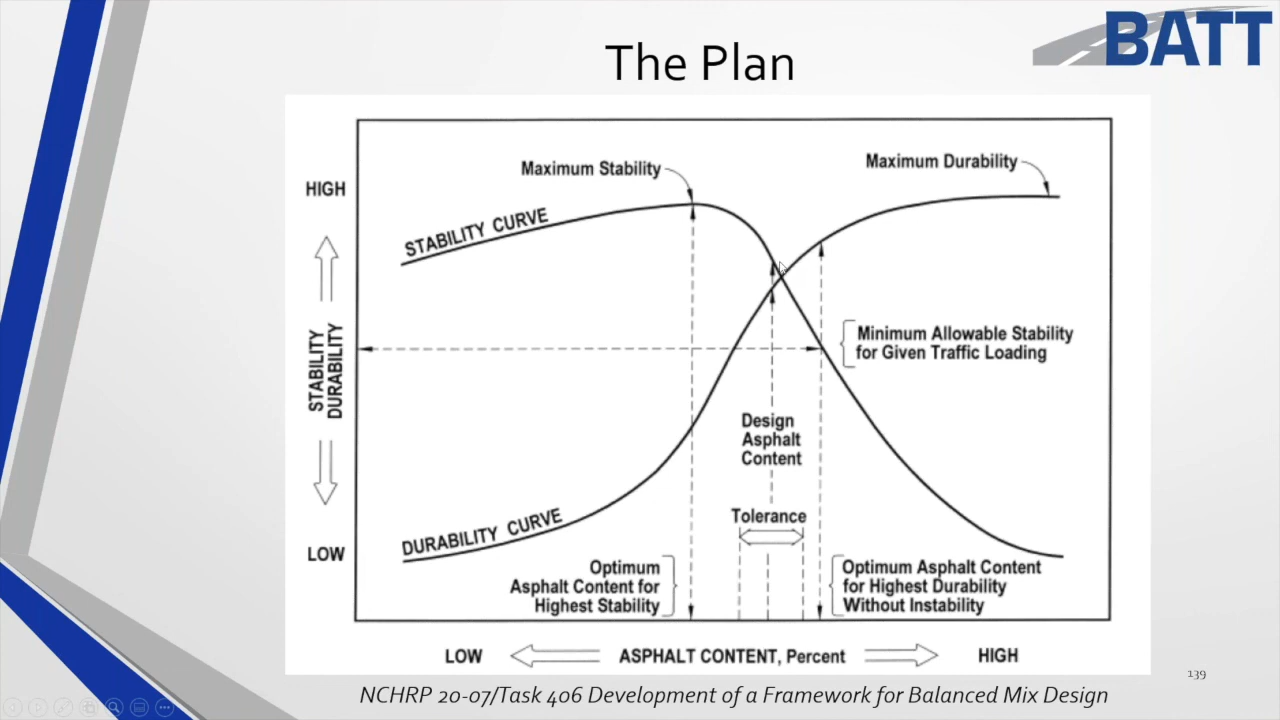 BATT
The Plan
Maximum Stability
Maximum Durability
HIGH
STABILITY CURVE
STABILITY
DURABILITY
Minimum Allowable Stability
for Given Traffic Loading
Design
Asphalt
Content
Tolerance
DURABILITY CURVE
LOW
Optimum
Asphalt Content for
Highest Stability
Optimum Asphalt Content
for Highest Durability
Without Instability
LOW
ASPHALT CONTENT, Percent
HIGH
139
NCHRP 20-07/Task 406 Development of a Framework for Balanced Mix Design